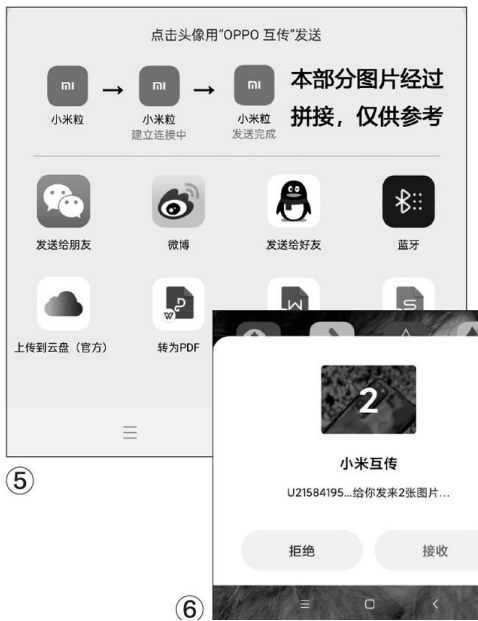 点击头像用“OPPO 互传”发送
本部分图片经过
拼接，仅供参考
小米粒
小米粒
小米粒
建立连接中
发送完成
发送给朋友
微博
发送给好友
蓝牙
上传到云盘（官方）
转为PDF
2
小米互传
U21584195...给你发来2张图片...
拒绝
接收
⑤
⑥